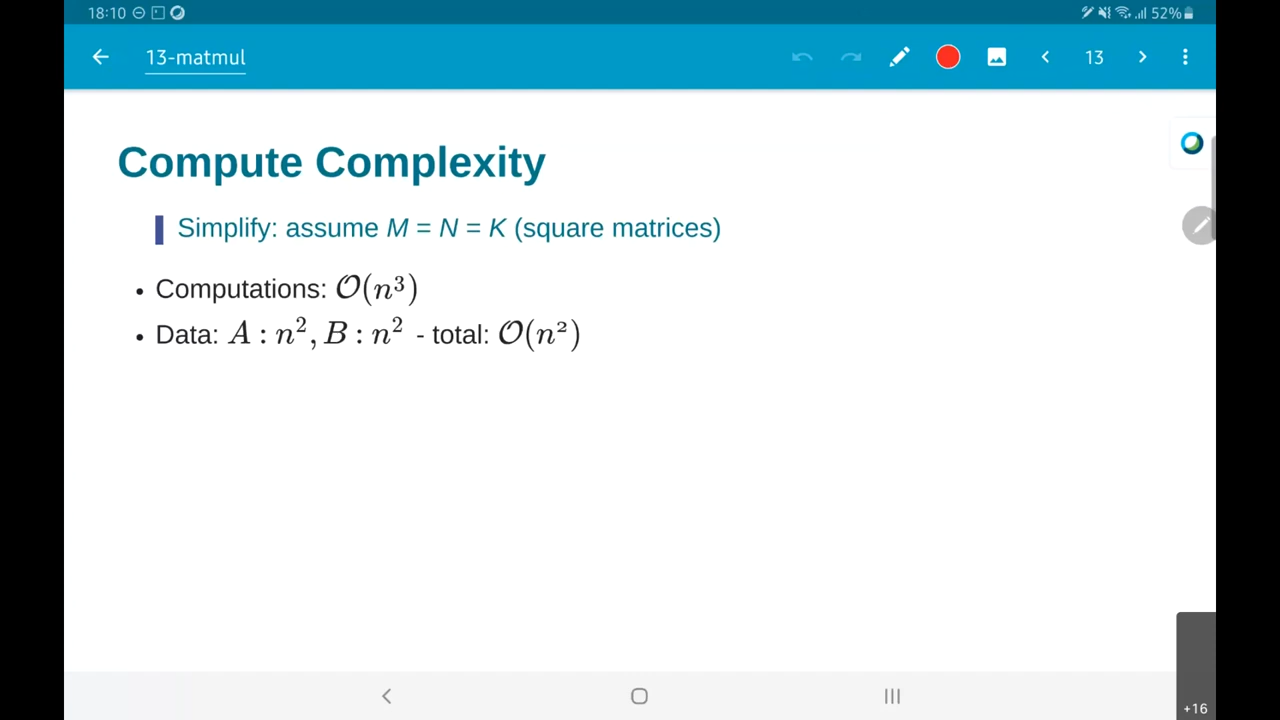 18:10 52%
13-matmul 13
Compute Complexity
Simplify: assume M = N = K (square matrices)
• Computations: 𝒪(n³)
• Data: A : n², B : n² - total: 𝒪(n²)
+16